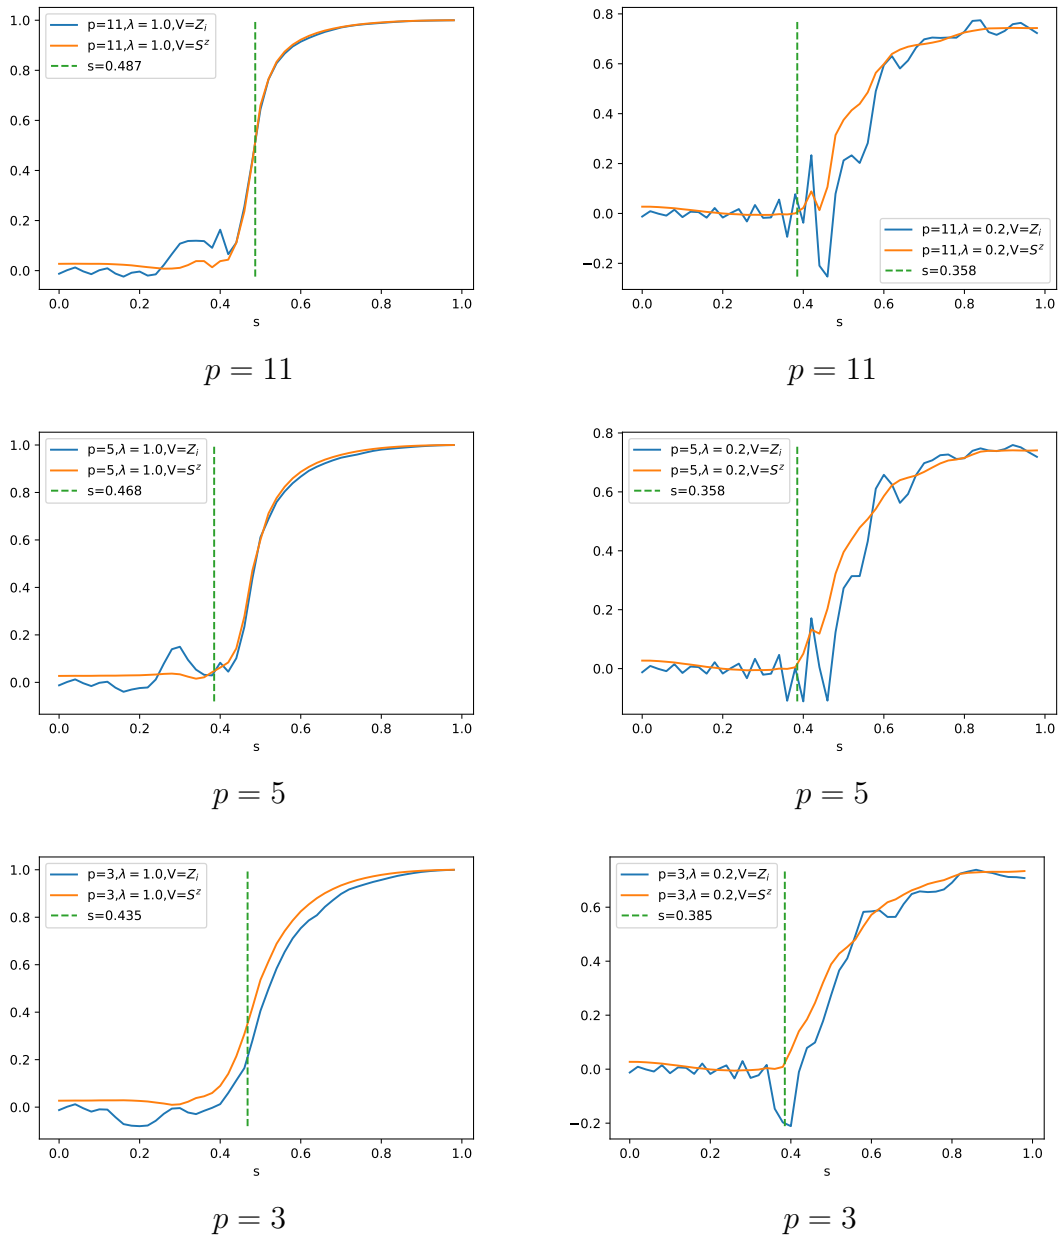 p=11,λ = 1.0,V=Z_i
p=11,λ = 1.0,V=S^z
s=0.487
1.0
0.8
0.6
0.4
0.2
0.0
0.0 0.2 0.4 0.6 0.8 1.0
s
p = 11
p=11,λ = 0.2,V=Z_i
p=11,λ = 0.2,V=S^z
s=0.358
0.8
0.6
0.4
0.2
0.0
−0.2
0.0 0.2 0.4 0.6 0.8 1.0
s
p = 11
p=5,λ = 1.0,V=Z_i
p=5,λ = 1.0,V=S^z
s=0.468
1.0
0.8
0.6
0.4
0.2
0.0
0.0 0.2 0.4 0.6 0.8 1.0
s
p = 5
p=5,λ = 0.2,V=Z_i
p=5,λ = 0.2,V=S^z
s=0.358
0.8
0.6
0.4
0.2
0.0
0.0 0.2 0.4 0.6 0.8 1.0
s
p = 5
p=3,λ = 1.0,V=Z_i
p=3,λ = 1.0,V=S^z
s=0.435
1.0
0.8
0.6
0.4
0.2
0.0
0.0 0.2 0.4 0.6 0.8 1.0
s
p = 3
p=3,λ = 0.2,V=Z_i
p=3,λ = 0.2,V=S^z
s=0.385
0.6
0.4
0.2
0.0
−0.2
0.0 0.2 0.4 0.6 0.8 1.0
s
p = 3